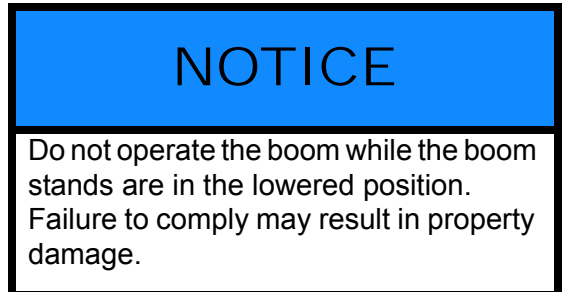 NOTICE
Do not operate the boom while the boom
stands are in the lowered position.
Failure to comply may result in property
damage.